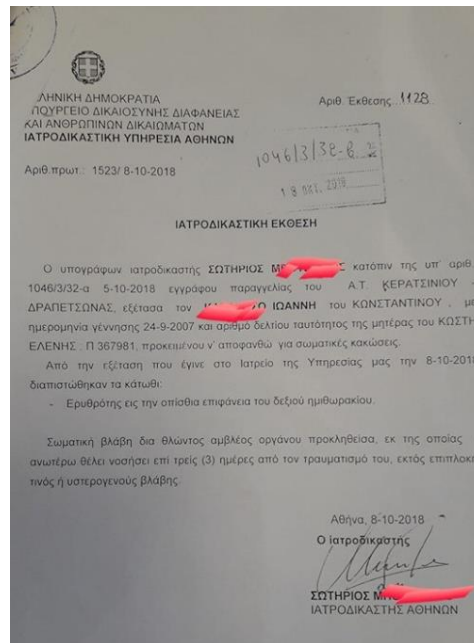 ΛΗΝΙΚΗ ΔΗΜΟΚΡΑΤΙΑ
ΠΟΥΡΓΕΙΟ ΔΙΚΑΙΟΣΥΝΗΣ ΔΙΑΦΑΝΕΙΑΣ
ΚΑΙ ΑΝΘΡΩΠΙΝΩΝ ΔΙΚΑΙΩΜΑΤΩΝ
ΙΑΤΡΟΔΙΚΑΣΤΙΚΗ ΥΠΗΡΕΣΙΑ ΑΘΗΝΩΝ
Αριθ. Έκθεσης. 1128
Αριθ.πρωτ.: 1523/ 8-10-2018
1046/3/32-β
18 ΟΚΤ. 2018
ΙΑΤΡΟΔΙΚΑΣΤΙΚΗ ΕΚΘΕΣΗ
Ο υπογράφων ιατροδικαστής ΣΩΤΗΡΙΟΣ κατόπιν της υπ' αριθ.
1046/3/32-α 5-10-2018 εγγράφου παραγγελίας του Α.Τ. ΚΕΡΑΤΣΙΝΙΟΥ -
ΔΡΑΠΕΤΣΩΝΑΣ, εξέτασα τον ΙΩΑΝΝΗ του ΚΩΝΣΤΑΝΤΙΝΟΥ , με
ημερομηνία γέννησης 24-9-2007 και αριθμό δελτίου ταυτότητος της μητέρας του ΚΩΣΤΗ
ΕΛΕΝΗΣ : Π 367981, προκειμένου ν' αποφανθώ για σωματικές κακώσεις.
Από την εξέταση που έγινε στο Ιατρείο της Υπηρεσίας μας την 8-10-2018
διαπιστώθηκαν τα κάτωθι:
- Ερυθρότης εις την οπίσθια επιφάνεια του δεξιού ημιθωρακίου.
Σωματική βλάβη δια θλώντος αμβλέος οργάνου προκληθείσα, εκ της οποίας
ανωτέρω θέλει νοσήσει επί τρείς (3) ημέρες από τον τραυματισμό του, εκτός επιπλοκή
τινός ή υστερογενούς βλάβης.
Αθήνα, 8-10-2018
Ο ιατροδικαστής
ΣΩΤΗΡΙΟΣ
ΙΑΤΡΟΔΙΚΑΣΤΗΣ ΑΘΗΝΩΝ